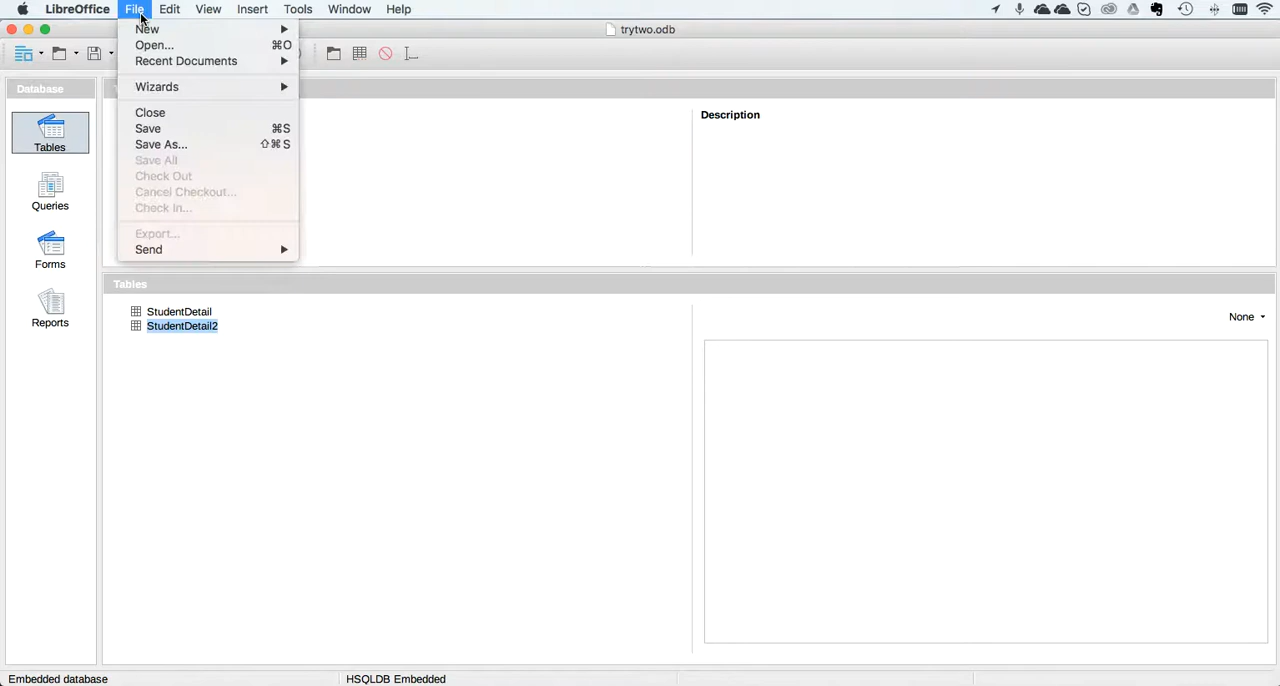 LibreOffice File Edit View Insert Tools Window Help
trytwo.odb
New
Open... ⌘O
Recent Documents
Wizards
Close
Save ⌘S
Save As... ⇧⌘S
Save All
Check Out
Cancel Checkout...
Check In...
Export...
Send
Database
Tables
Queries
Forms
Reports
Description
Tables
StudentDetail
StudentDetail2
None
Embedded database HSQLDB Embedded